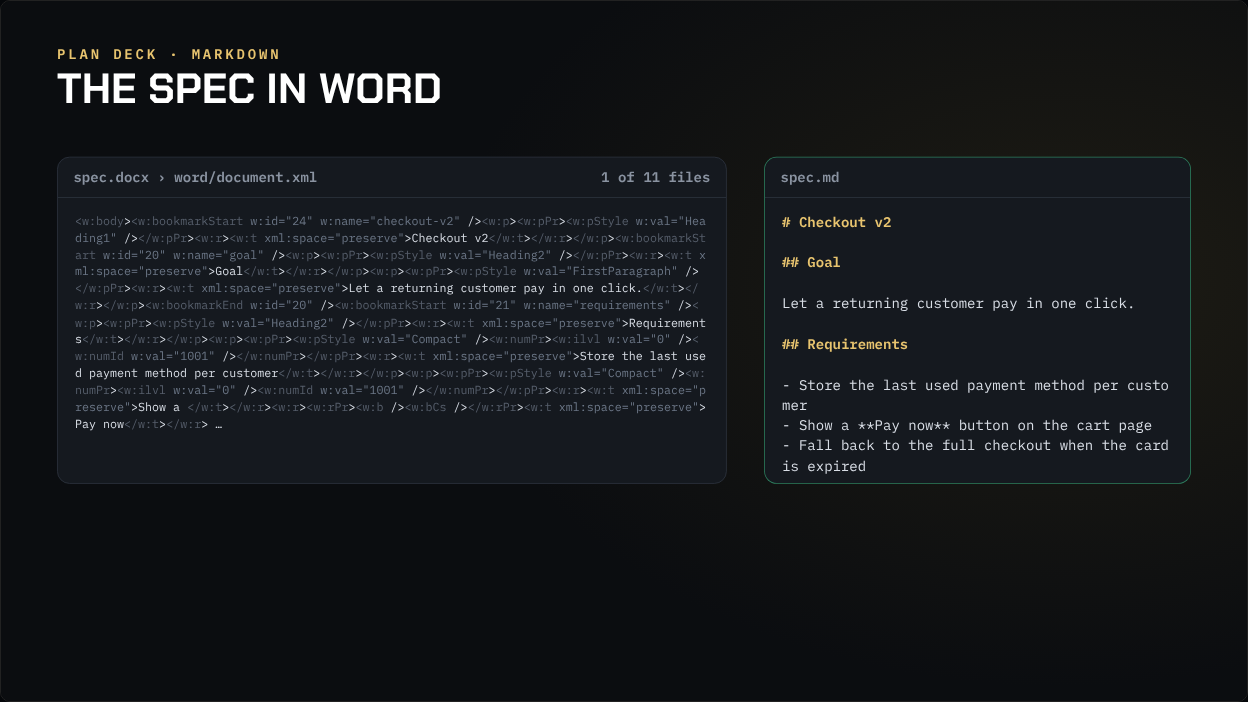 PLAN DECK · MARKDOWN
THE SPEC IN WORD
spec.docx › word/document.xml
1 of 11 files
<w:body><w:bookmarkStart w:id="24" w:name="checkout-v2" /><w:p><w:pPr><w:pStyle w:val="Hea
ding1" /></w:pPr><w:r><w:t xml:space="preserve">Checkout v2</w:t></w:r></w:p><w:bookmarkSt
art w:id="20" w:name="goal" /><w:p><w:pPr><w:pStyle w:val="Heading2" /></w:pPr><w:r><w:t x
ml:space="preserve">Goal</w:t></w:r></w:p><w:p><w:pPr><w:pStyle w:val="FirstParagraph" />
</w:pPr><w:r><w:t xml:space="preserve">Let a returning customer pay in one click.</w:t></
w:r></w:p><w:bookmarkEnd w:id="20" /><w:bookmarkStart w:id="21" w:name="requirements" /><
w:p><w:pPr><w:pStyle w:val="Heading2" /></w:pPr><w:r><w:t xml:space="preserve">Requirement
s</w:t></w:r></w:p><w:p><w:pPr><w:pStyle w:val="Compact" /><w:numPr><w:ilvl w:val="0" /><
w:numId w:val="1001" /></w:numPr></w:pPr><w:r><w:t xml:space="preserve">Store the last use
d payment method per customer</w:t></w:r></w:p><w:p><w:pPr><w:pStyle w:val="Compact" /><w:
numPr><w:ilvl w:val="0" /><w:numId w:val="1001" /></w:numPr></w:pPr><w:r><w:t xml:space="p
reserve">Show a </w:t></w:r><w:r><w:rPr><w:b /><w:bCs /></w:rPr><w:t xml:space="preserve">
Pay now</w:t></w:r> …
spec.md
# Checkout v2
## Goal
Let a returning customer pay in one click.
## Requirements
- Store the last used payment method per custo
mer
- Show a **Pay now** button on the cart page
- Fall back to the full checkout when the card
is expired